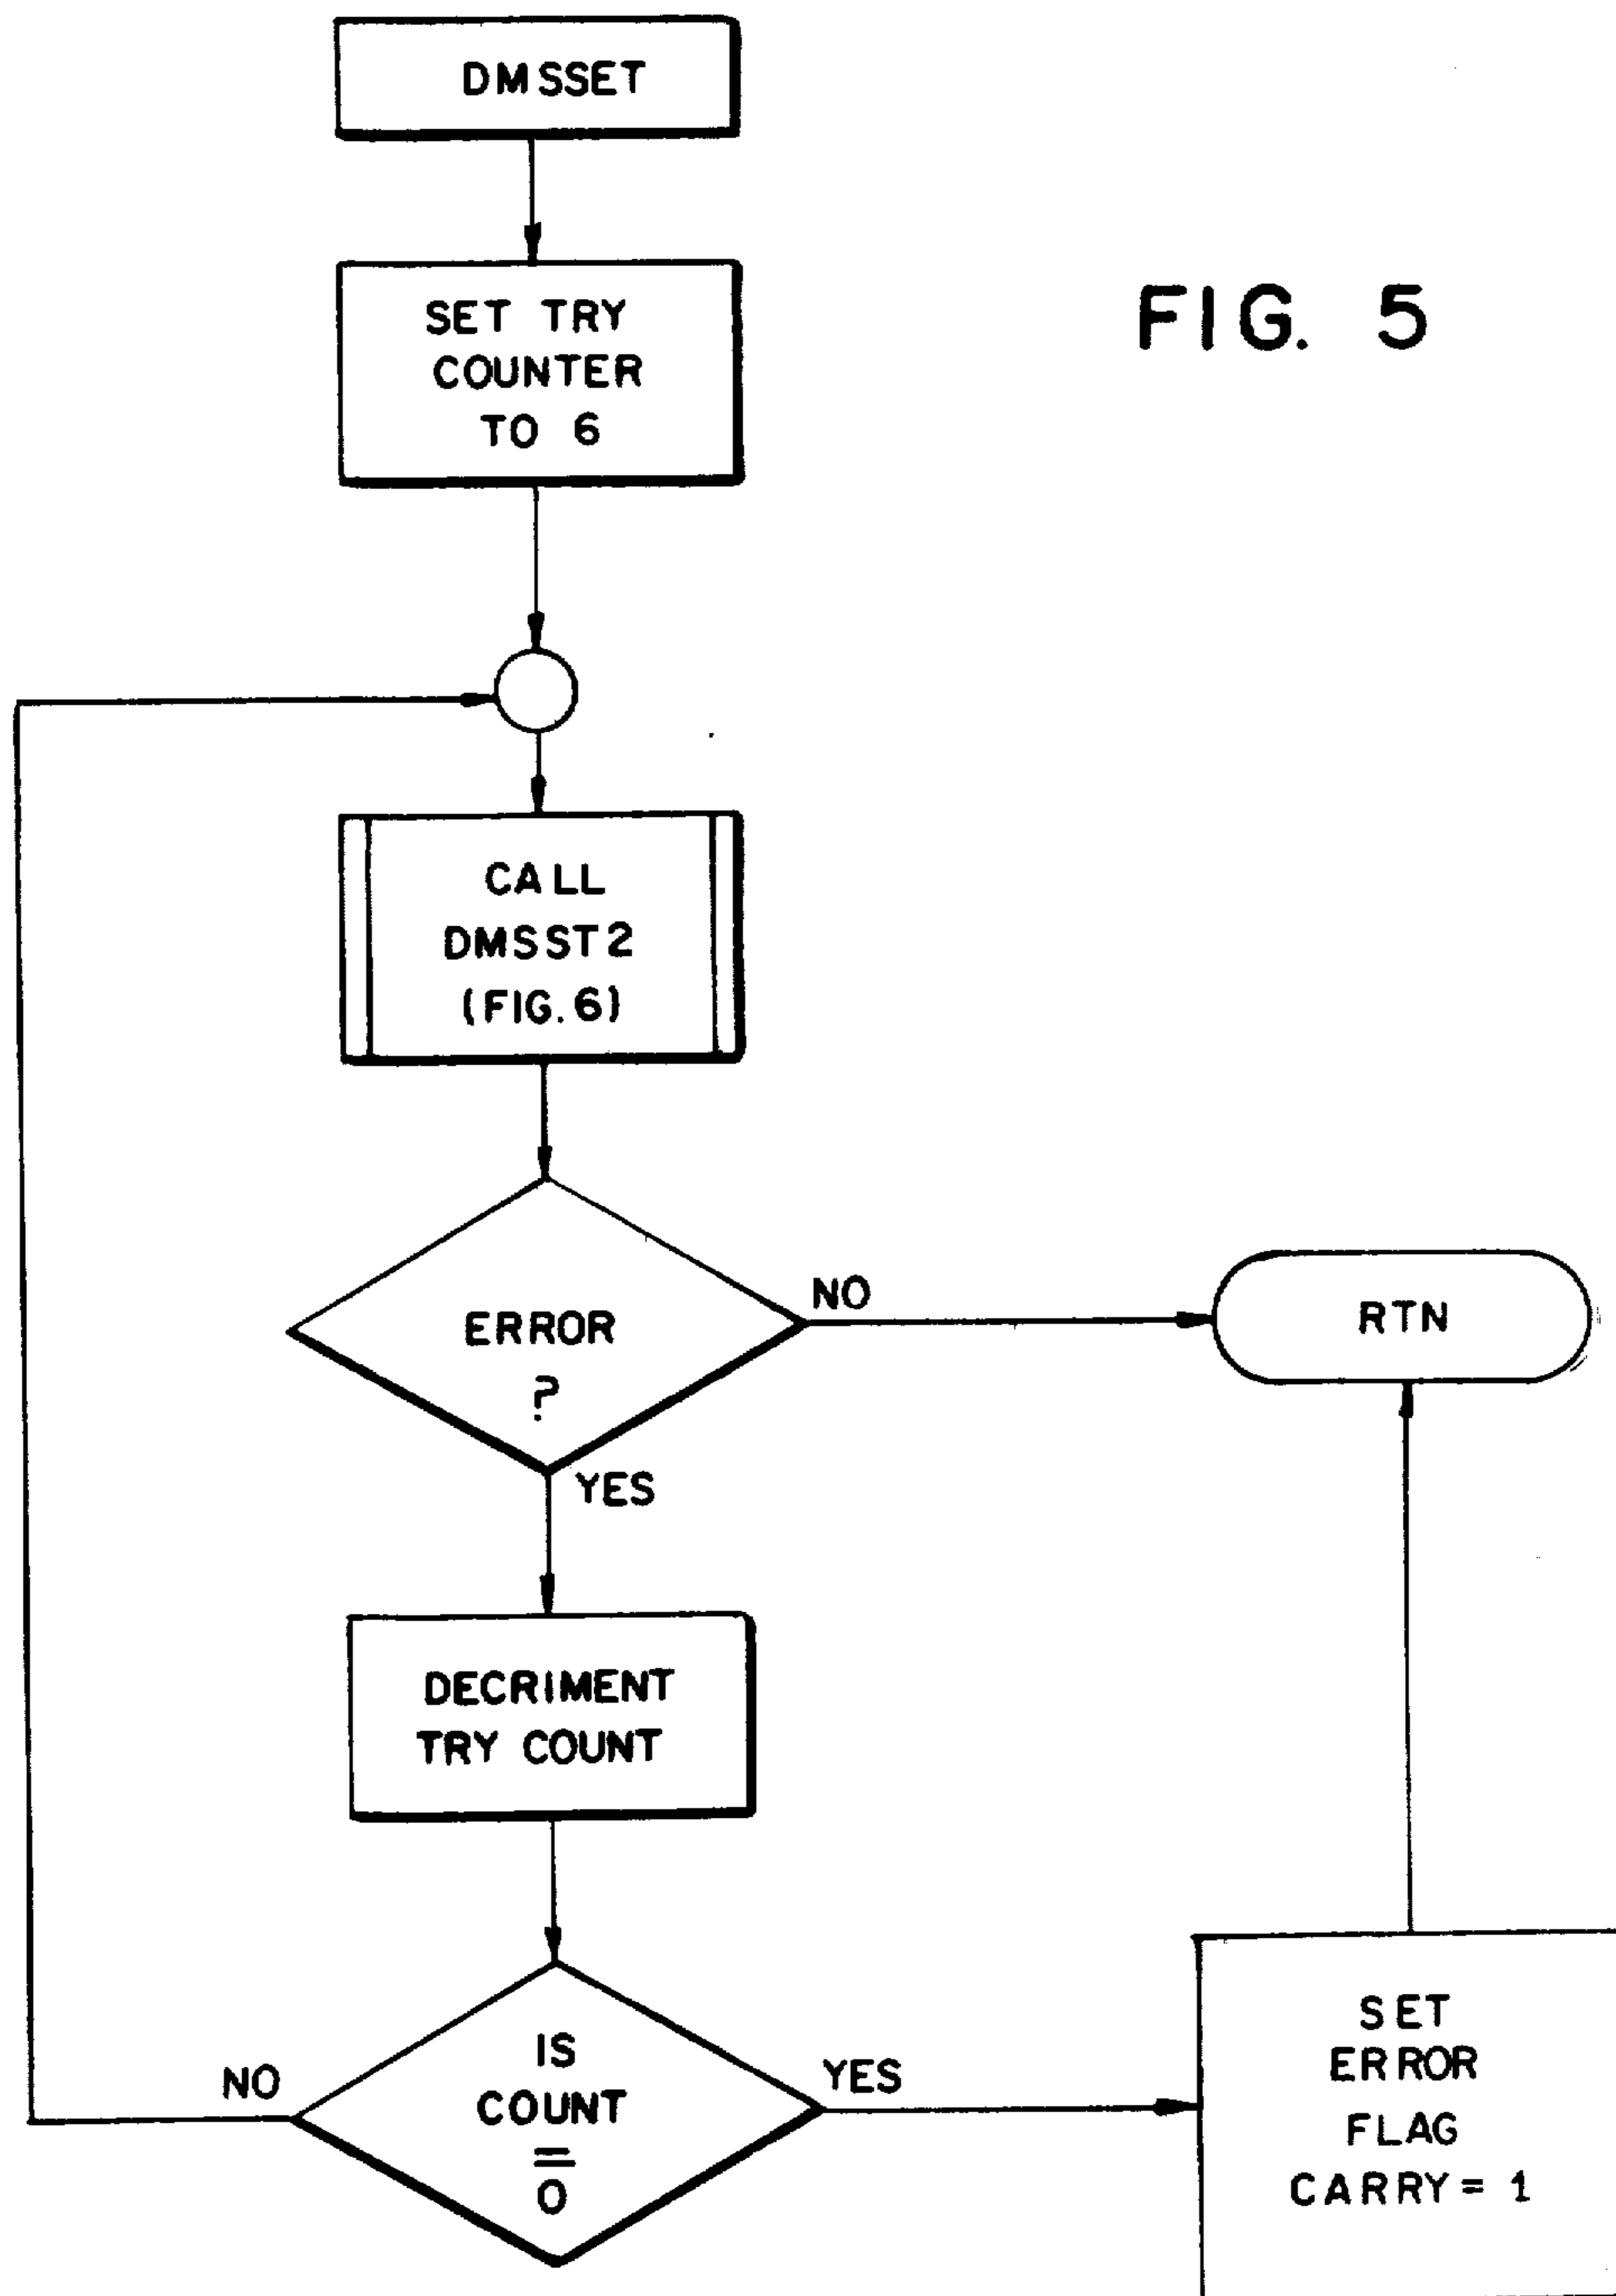 DMSSET
FIG. 5
SET TRY
COUNTER
TO 6
CALL
DMSST2
(FIG. 6)
ERROR
?
NO
RTN
YES
DECRIMENT
TRY COUNT
IS
COUNT
=
0
NO
YES
SET
ERROR
FLAG
CARRY = 1